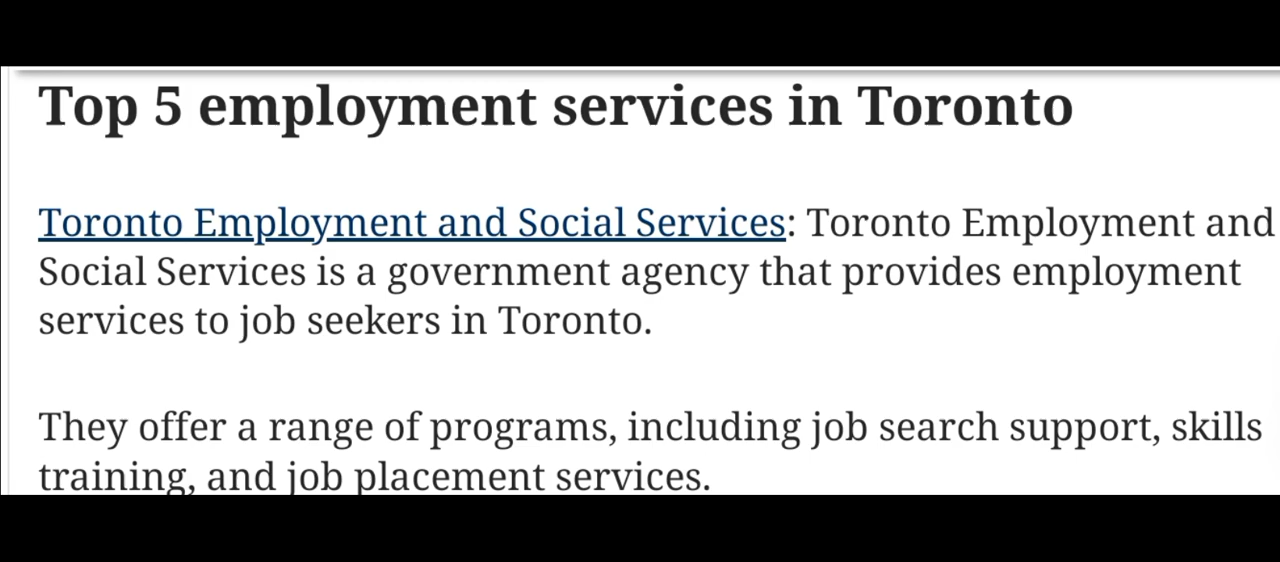 Top 5 employment services in Toronto
Toronto Employment and Social Services: Toronto Employment and
Social Services is a government agency that provides employment
services to job seekers in Toronto.
They offer a range of programs, including job search support, skills
training, and job placement services.